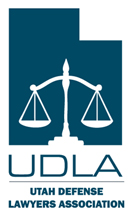 UDLA
UTAH DEFENSE
LAWYERS ASSOCIATION